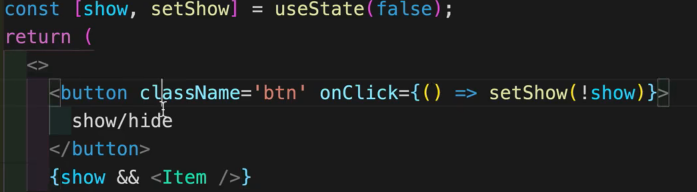 const [show, setShow] = useState(false);
return (
<>
<button className='btn' onClick={() => setShow(!show)}>
show/hide
</button>
{show && <Item />}